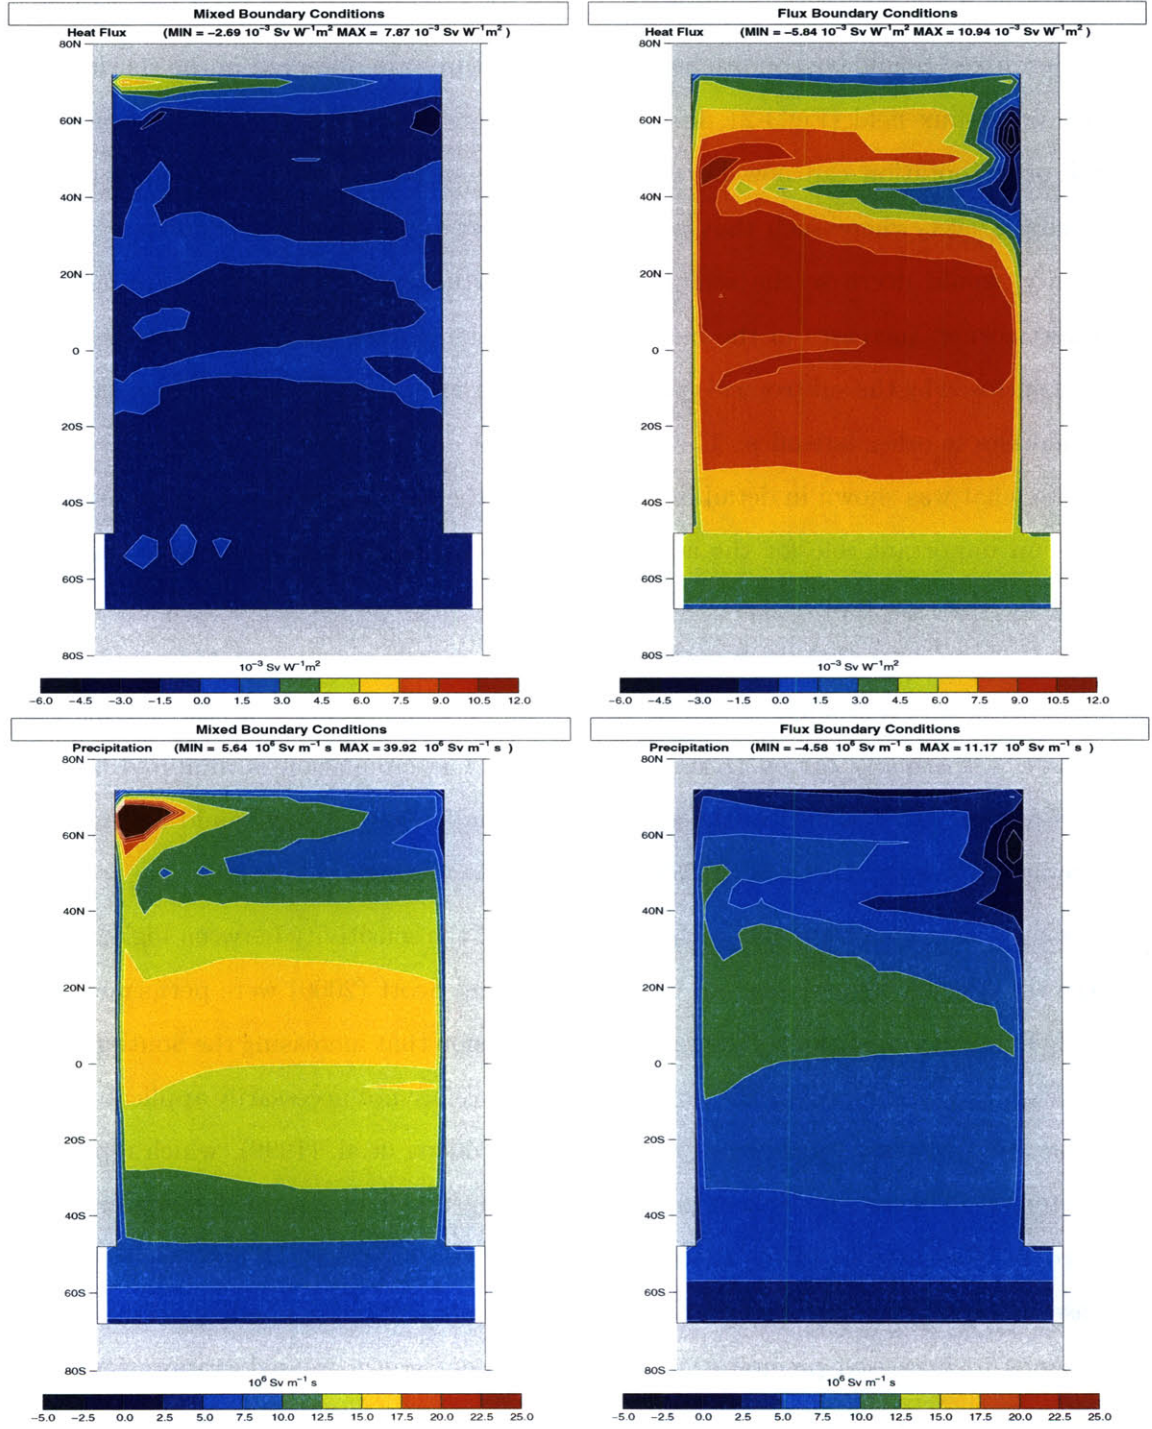 Mixed Boundary Conditions
Heat Flux (MIN = −2.69 10⁻³ Sv W⁻¹m² MAX = 7.87 10⁻³ Sv W⁻¹m² )
80N
60N
40N
20N
0
20S
40S
60S
80S
10⁻³ Sv W⁻¹m²
−6.0 −4.5 −3.0 −1.5 0.0 1.5 3.0 4.5 6.0 7.5 9.0 10.5 12.0
Flux Boundary Conditions
Heat Flux (MIN = −5.84 10⁻³ Sv W⁻¹m² MAX = 10.94 10⁻³ Sv W⁻¹m² )
80N
60N
40N
20N
0
20S
40S
60S
80S
10⁻³ Sv W⁻¹m²
−6.0 −4.5 −3.0 −1.5 0.0 1.5 3.0 4.5 6.0 7.5 9.0 10.5 12.0
Mixed Boundary Conditions
Precipitation (MIN = 5.64 10⁶ Sv m⁻¹ s MAX = 39.92 10⁶ Sv m⁻¹ s )
80N
60N
40N
20N
0
20S
40S
60S
80S
10⁶ Sv m⁻¹ s
−5.0 −2.5 0.0 2.5 5.0 7.5 10.0 12.5 15.0 17.5 20.0 22.5 25.0
Flux Boundary Conditions
Precipitation (MIN = −4.58 10⁶ Sv m⁻¹ s MAX = 11.17 10⁶ Sv m⁻¹ s )
80N
60N
40N
20N
0
20S
40S
60S
80S
10⁶ Sv m⁻¹ s
−5.0 −2.5 0.0 2.5 5.0 7.5 10.0 12.5 15.0 17.5 20.0 22.5 25.0